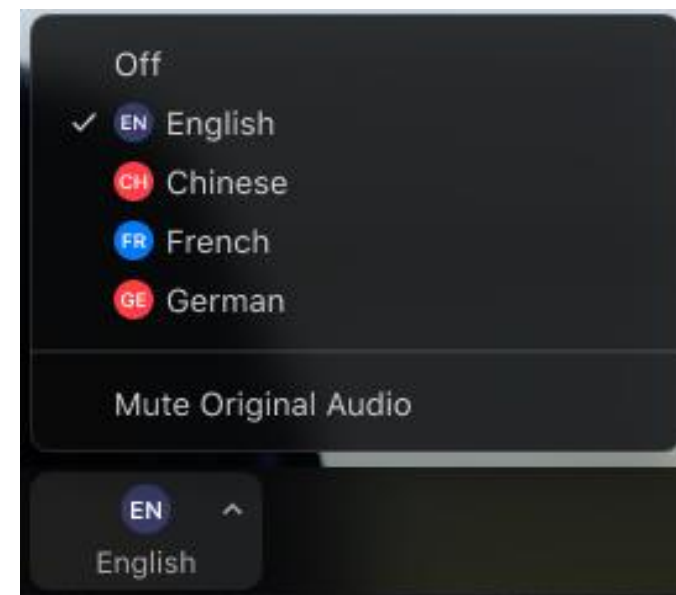 Off
EN English
CH Chinese
FR French
GE German
Mute Original Audio
EN
English